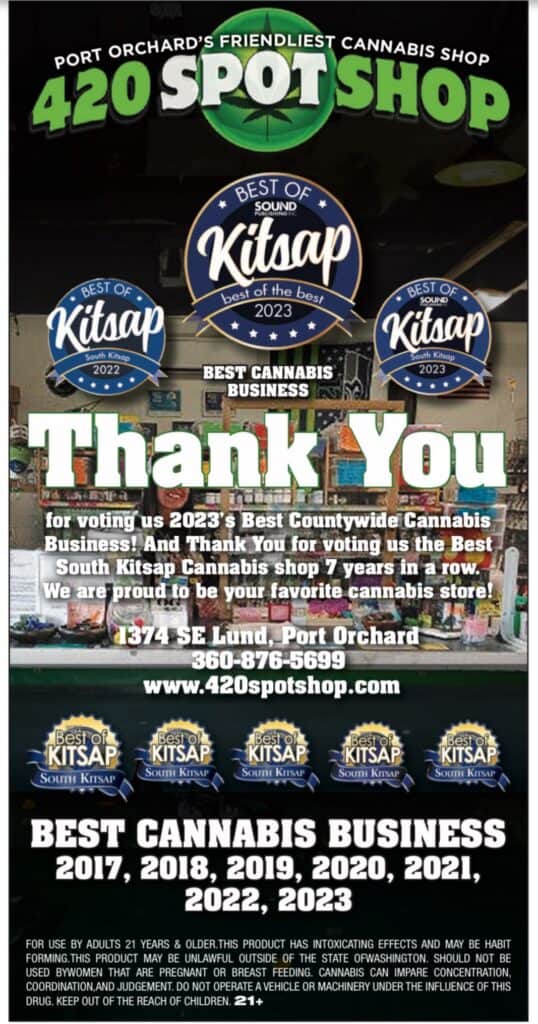 PORT ORCHARD'S FRIENDLIEST CANNABIS SHOP
420 SPOT SHOP
BEST OF
SOUND
PUBLISHING INC
Kitsap
best of the best
2023
BEST OF
Kitsap
South Kitsap
2022
BEST OF
SOUND
Kitsap
South Kitsap
2023
BEST CANNABIS
BUSINESS
Thank You
for voting us 2023's Best Countywide Cannabis
Business! And Thank You for voting us the Best
South Kitsap Cannabis shop 7 years in a row.
We are proud to be your favorite cannabis store!
1374 SE Lund, Port Orchard
360-876-5699
www.420spotshop.com
Best of
KITSAP
SOUTH KITSAP
Best of
KITSAP
SOUTH KITSAP
Best of
KITSAP
SOUTH KITSAP
Best of
KITSAP
SOUTH KITSAP
Best of
KITSAP
SOUTH KITSAP
BEST CANNABIS BUSINESS
2017, 2018, 2019, 2020, 2021,
2022, 2023
FOR USE BY ADULTS 21 YEARS & OLDER.THIS PRODUCT HAS INTOXICATING EFFECTS AND MAY BE HABIT
FORMING.THIS PRODUCT MAY BE UNLAWFUL OUTSIDE OF THE STATE OFWASHINGTON. SHOULD NOT BE
USED BYWOMEN THAT ARE PREGNANT OR BREAST FEEDING. CANNABIS CAN IMPARE CONCENTRATION,
COORDINATION,AND JUDGEMENT. DO NOT OPERATE A VEHICLE OR MACHINERY UNDER THE INFLUENCE OF THIS
DRUG. KEEP OUT OF THE REACH OF CHILDREN. 21+